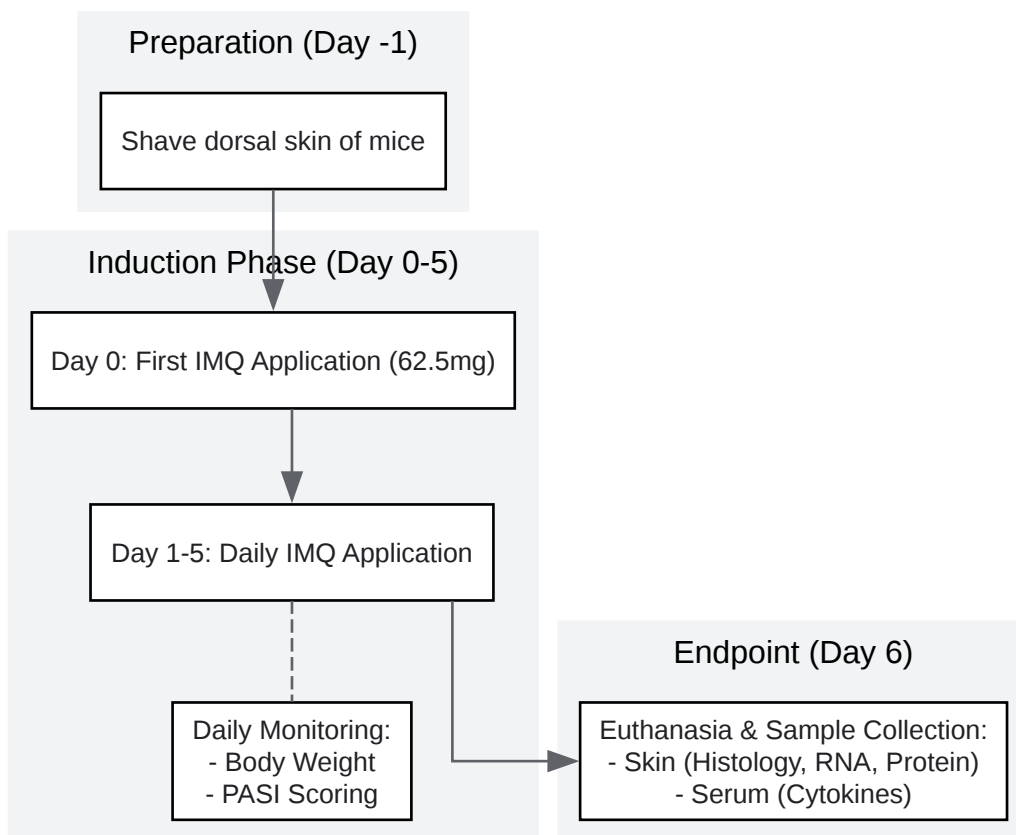 Preparation (Day -1)
Shave dorsal skin of mice
Induction Phase (Day 0-5)
Day 0: First IMQ Application (62.5mg)
Day 1-5: Daily IMQ Application
Daily Monitoring:
- Body Weight
- PASI Scoring
Endpoint (Day 6)
Euthanasia & Sample Collection:
- Skin (Histology, RNA, Protein)
- Serum (Cytokines)